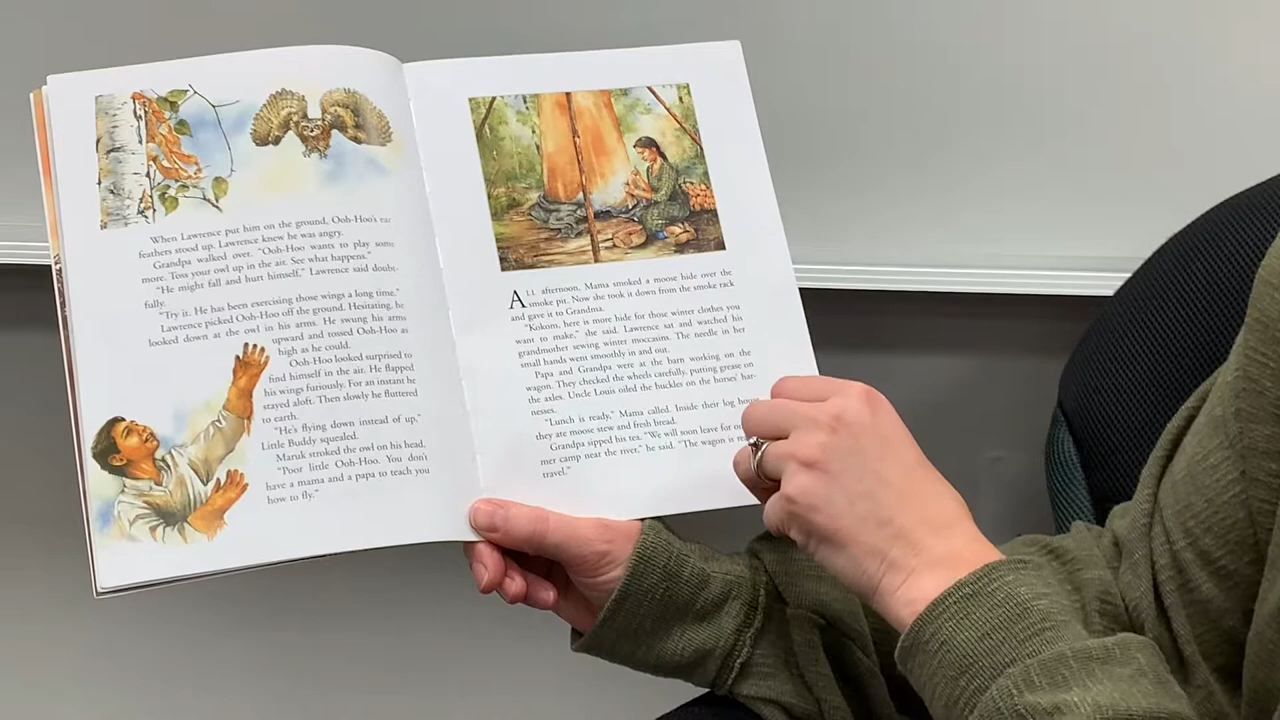 When Lawrence put him on the ground, Ooh-Hoo's ear
feathers stood up. Lawrence knew he was angry.
Grandpa walked over. "Ooh-Hoo wants to play some
more. Toss your owl up in the air. See what happens."
"He might fall and hurt himself," Lawrence said doubt-
fully.
"Try it. He has been exercising those wings a long time."
Lawrence picked Ooh-Hoo off the ground. Hesitating, he
looked down at the owl in his arms. He swung his arms
upward and tossed Ooh-Hoo as
high as he could.
Ooh-Hoo looked surprised to
find himself in the air. He flapped
his wings furiously. For an instant he
stayed aloft. Then slowly he fluttered
to earth.
"He's flying down instead of up,"
Little Buddy squealed.
Maruk stroked the owl on his head.
"Poor little Ooh-Hoo. You don't
have a mama and a papa to teach you
how to fly."
All afternoon, Mama smoked a moose hide over the
smoke pit. Now she took it down from the smoke rack
and gave it to Grandma.
"Kokom, here is more hide for those winter clothes you
want to make," she said. Lawrence sat and watched his
grandmother sewing winter moccasins. The needle in her
small hands went smoothly in and out.
Papa and Grandpa were at the barn working on the
wagon. They checked the wheels carefully, putting grease on
the axles. Uncle Louis oiled the buckles on the horses' har-
nesses.
"Lunch is ready," Mama called. Inside their log
they ate moose stew and fresh bread.
Grandpa sipped his tea. "We will soon leave for
mer camp near the river," he said. "The wagon is
travel."